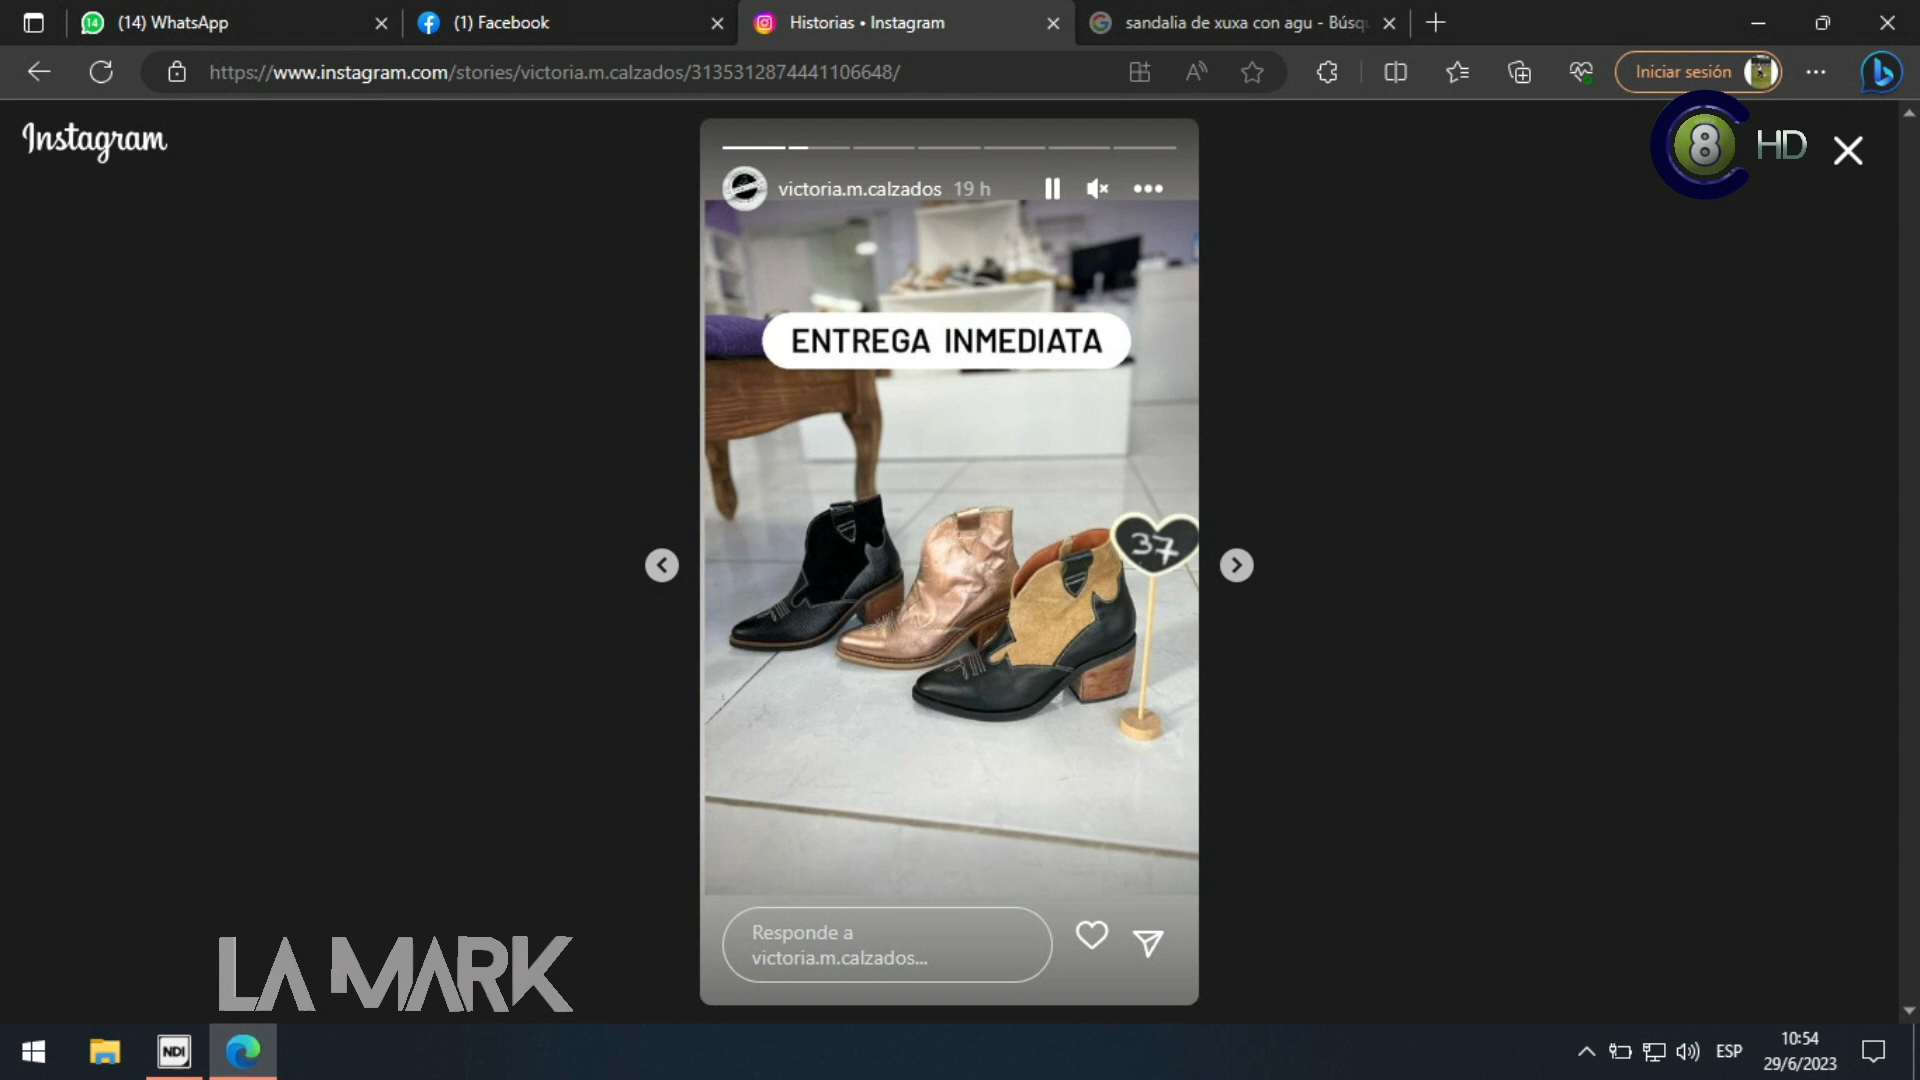 (14) WhatsApp
(1) Facebook
Historias • Instagram
sandalia de xuxa con agu - Búsq
https://www.instagram.com/stories/victoria.m.calzados/3135312874441106648/
Iniciar sesión
Instagram
8 HD
victoria.m.calzados 19 h
ENTREGA INMEDIATA
37
Responde a
victoria.m.calzados...
LA MARK
NDI
ESP
10:54
29/6/2023